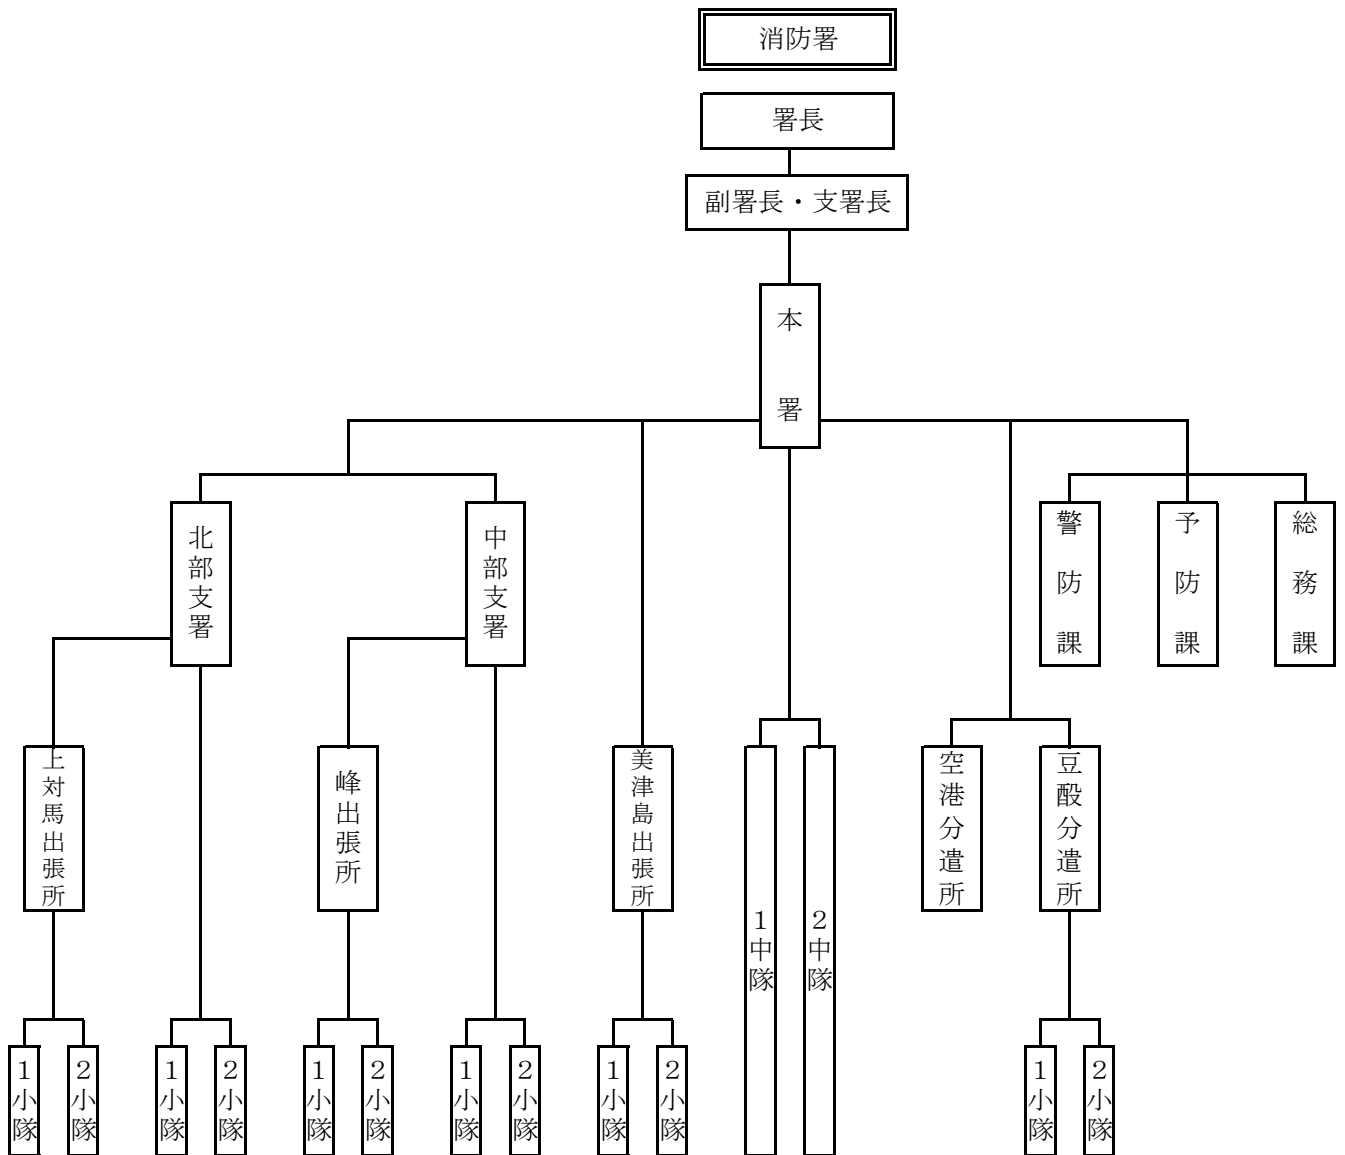 消防署
署長
副署長・支署長
本署
北部支署
中部支署
警防課
予防課
総務課
上対馬出張所
峰出張所
美津島出張所
１中隊
２中隊
空港分遣所
豆酘分遣所
１小隊
２小隊
１小隊
２小隊
１小隊
２小隊
１小隊
２小隊
１小隊
２小隊
１小隊
２小隊